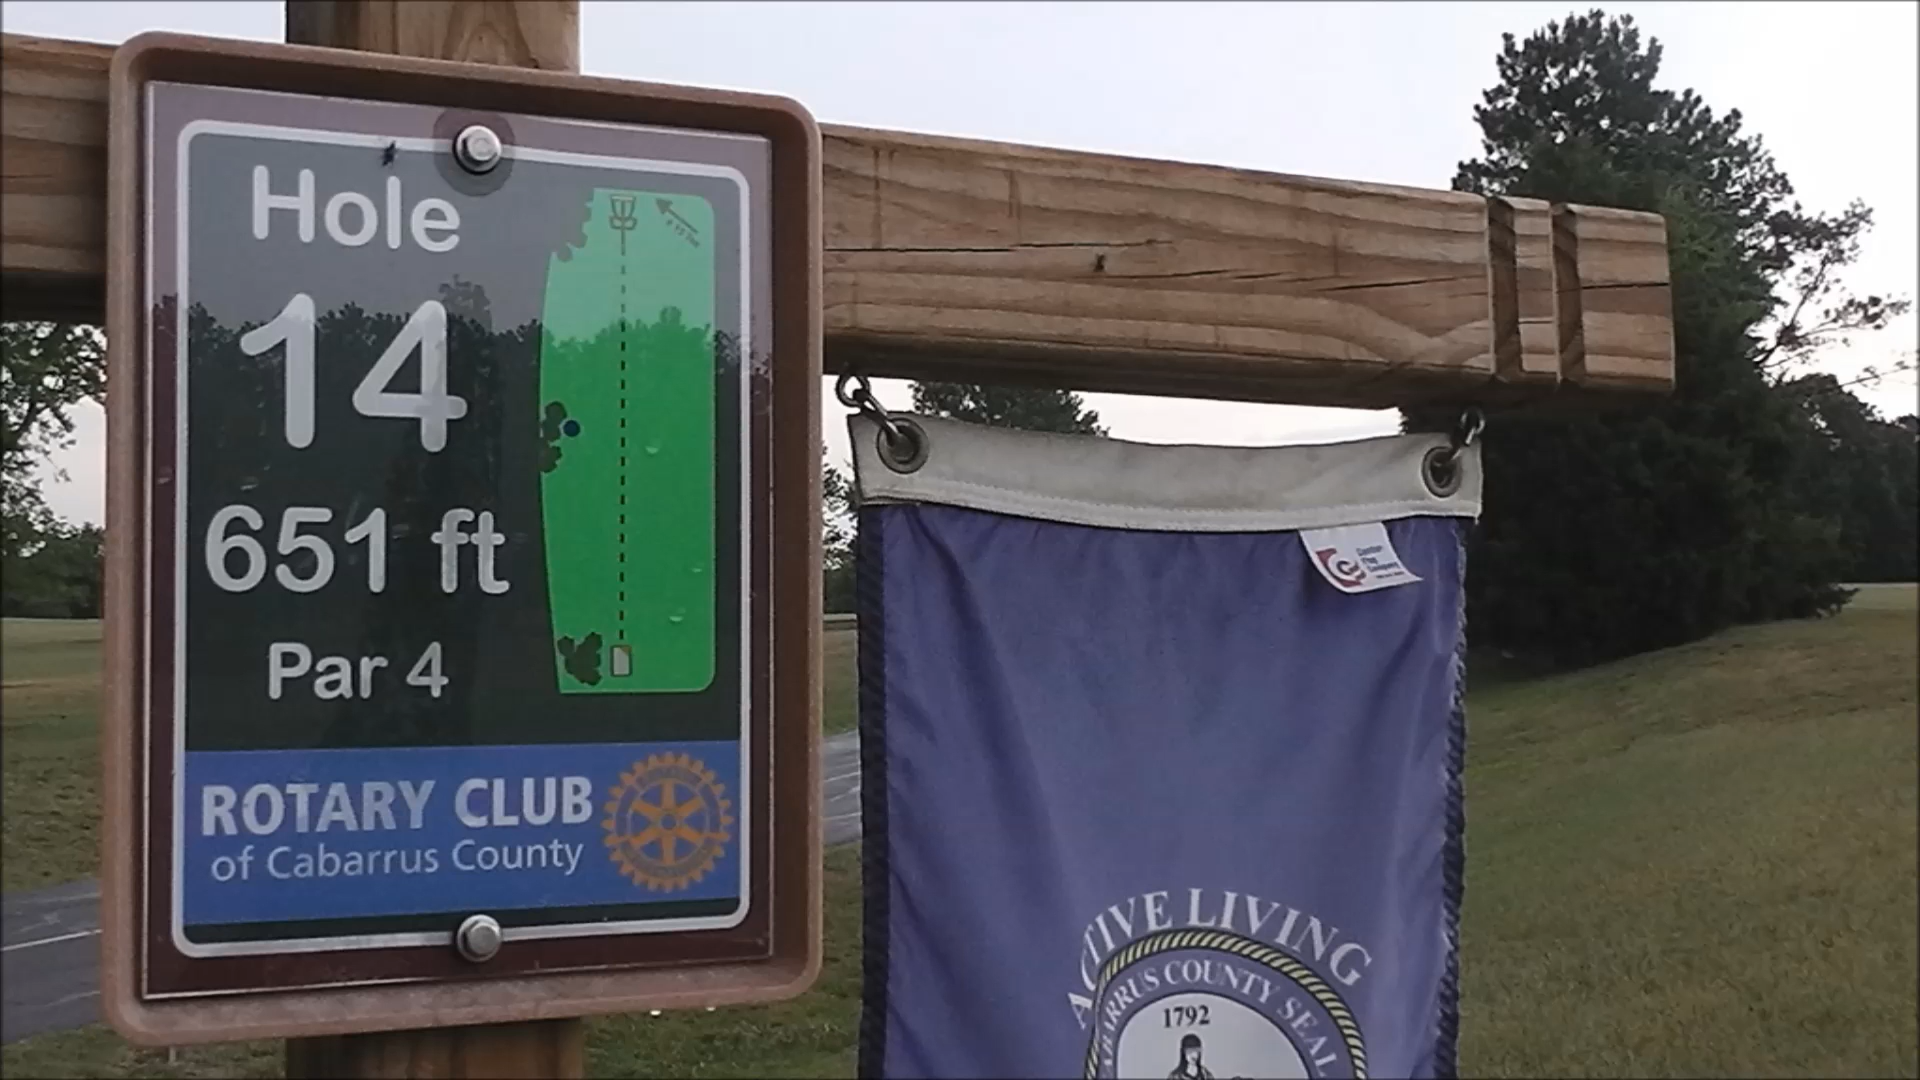 Hole
14
651 ft
Par 4
ROTARY CLUB
of Cabarrus County
ACTIVE LIVING
CABARRUS COUNTY SEAL
1792